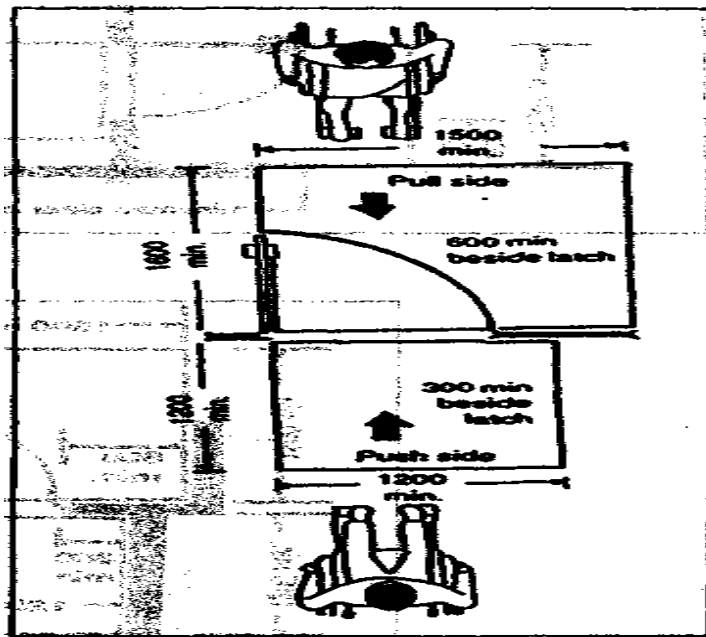 1500
min.
Pull side
600 min
beside latch
1600
min.
1200
min.
300 min
beside
latch
Push side
1200
min.